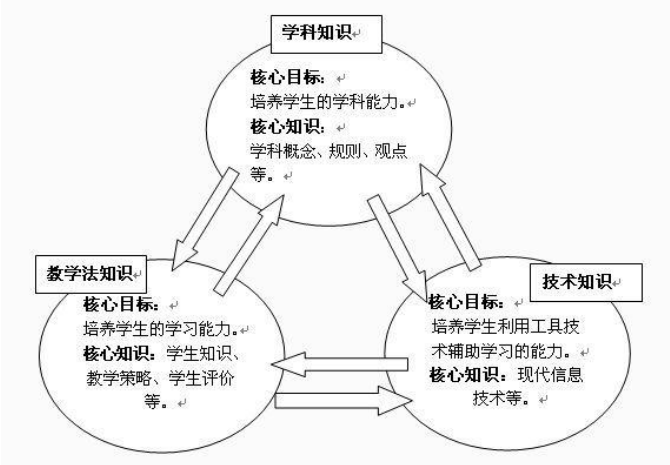 学科知识
核心目标：
培养学生的学科能力。
核心知识：
学科概念、规则、观点
等。
教学法知识
核心目标：
培养学生的学习能力。
核心知识：学生知识、
教学策略、学生评价
等。
技术知识
核心目标：
培养学生利用工具技
术辅助学习的能力。
核心知识：现代信息
技术等。